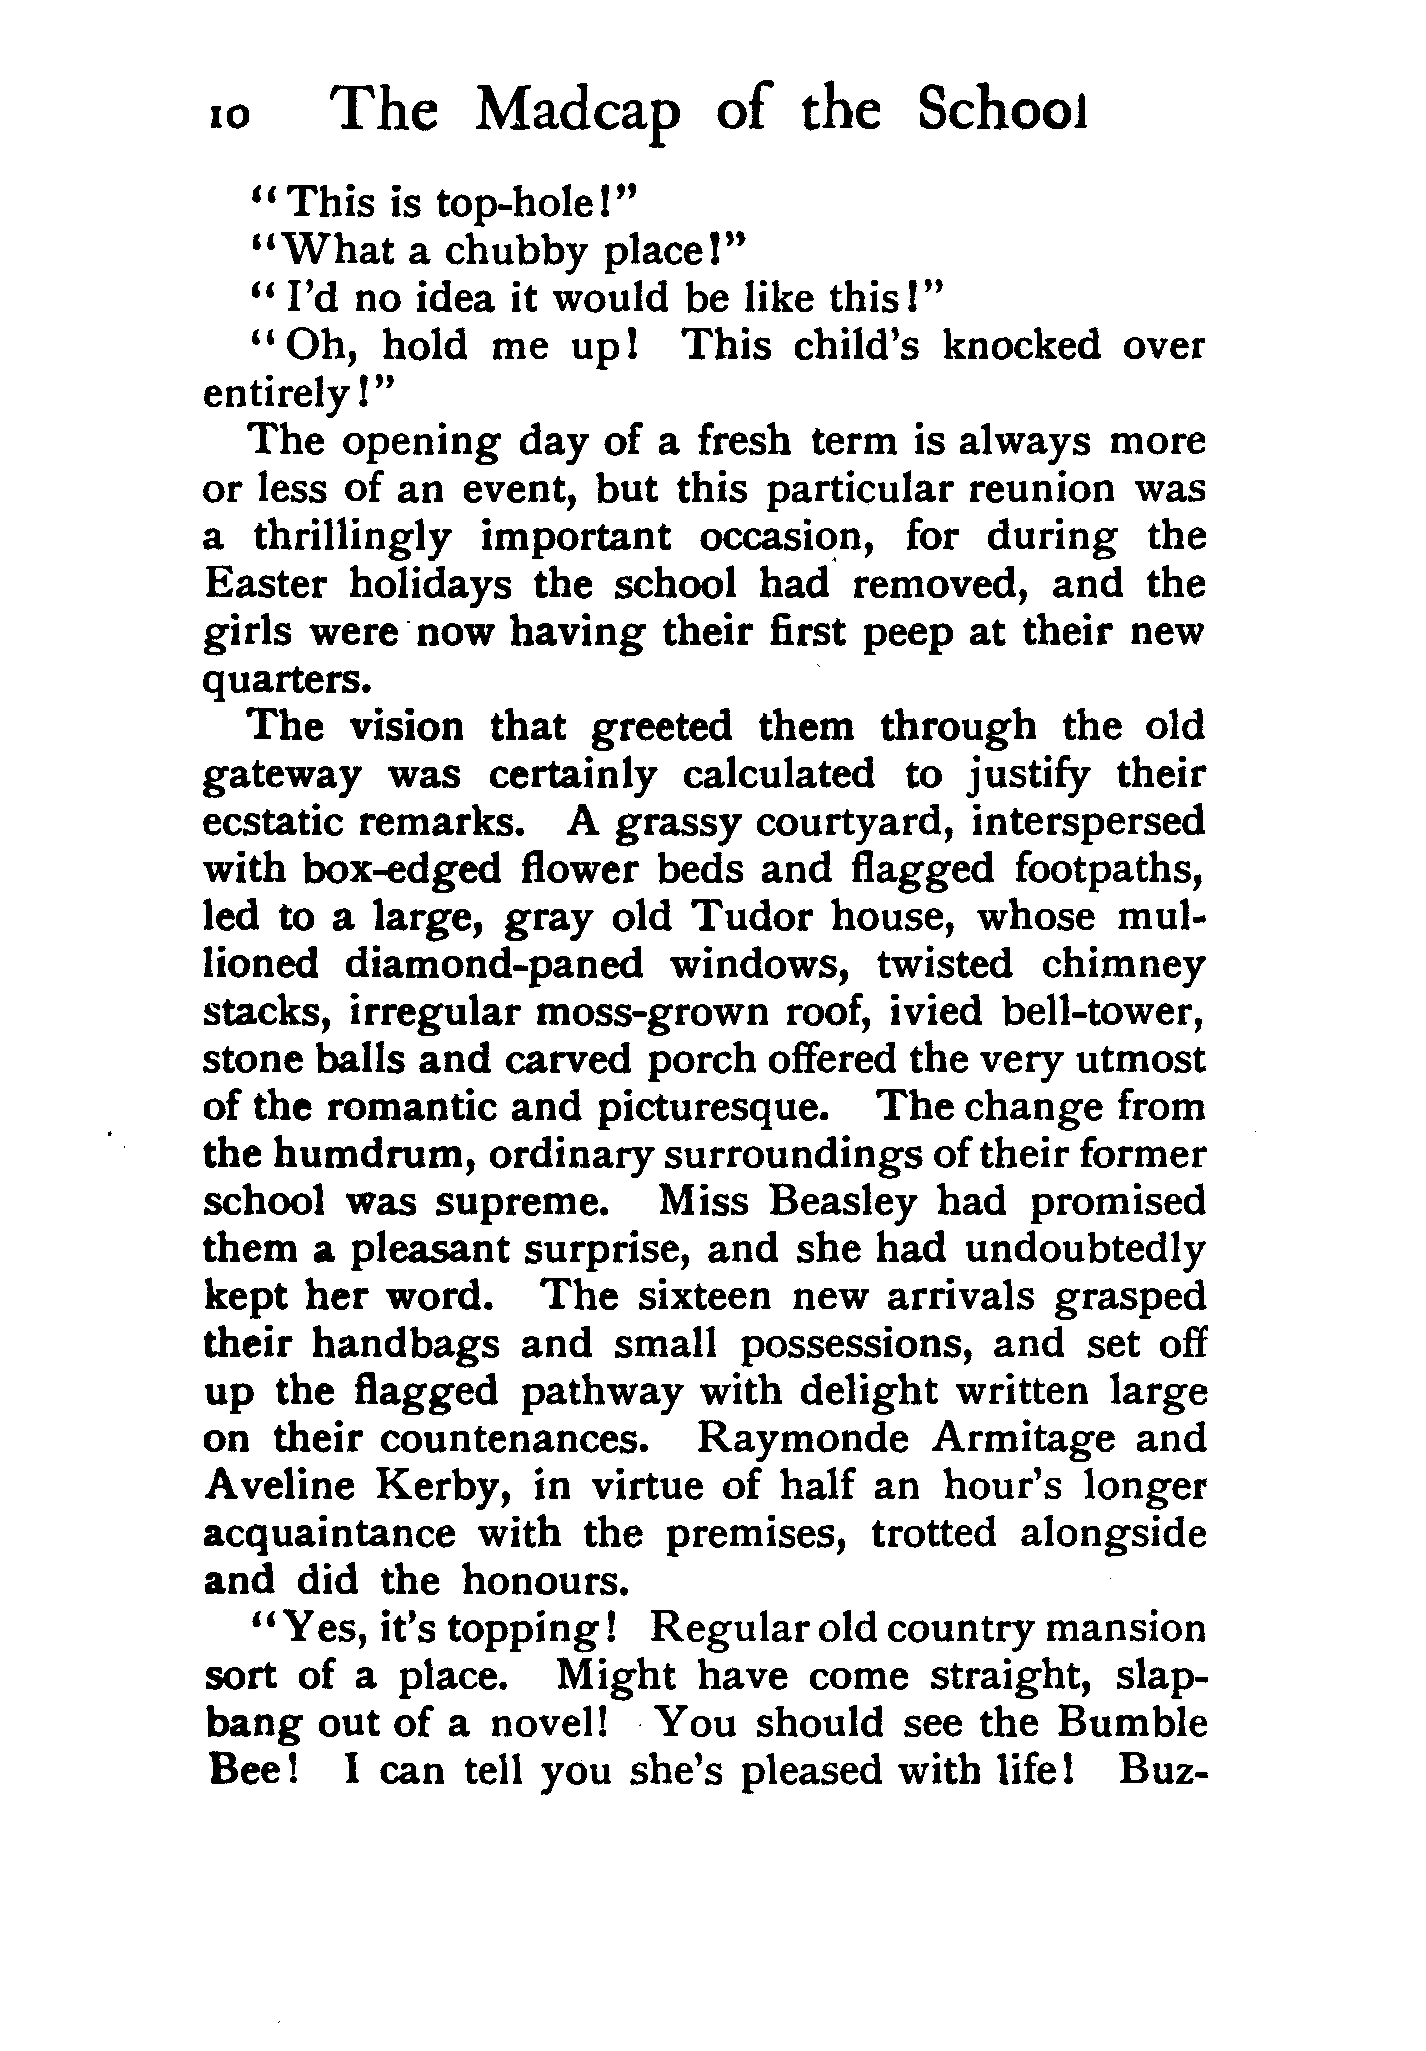 10 The Madcap of the School
"This is top-hole!"
"What a chubby place!"
"I'd no idea it would be like this!"
"Oh, hold me up! This child's knocked over
entirely!"
The opening day of a fresh term is always more
or less of an event, but this particular reunion was
a thrillingly important occasion, for during the
Easter holidays the school had removed, and the
girls were now having their first peep at their new
quarters.
The vision that greeted them through the old
gateway was certainly calculated to justify their
ecstatic remarks. A grassy courtyard, interspersed
with box-edged flower beds and flagged footpaths,
led to a large, gray old Tudor house, whose mul-
lioned diamond-paned windows, twisted chimney
stacks, irregular moss-grown roof, ivied bell-tower,
stone balls and carved porch offered the very utmost
of the romantic and picturesque. The change from
the humdrum, ordinary surroundings of their former
school was supreme. Miss Beasley had promised
them a pleasant surprise, and she had undoubtedly
kept her word. The sixteen new arrivals grasped
their handbags and small possessions, and set off
up the flagged pathway with delight written large
on their countenances. Raymonde Armitage and
Aveline Kerby, in virtue of half an hour's longer
acquaintance with the premises, trotted alongside
and did the honours.
"Yes, it's topping! Regular old country mansion
sort of a place. Might have come straight, slap-
bang out of a novel! You should see the Bumble
Bee! I can tell you she's pleased with life! Buz-